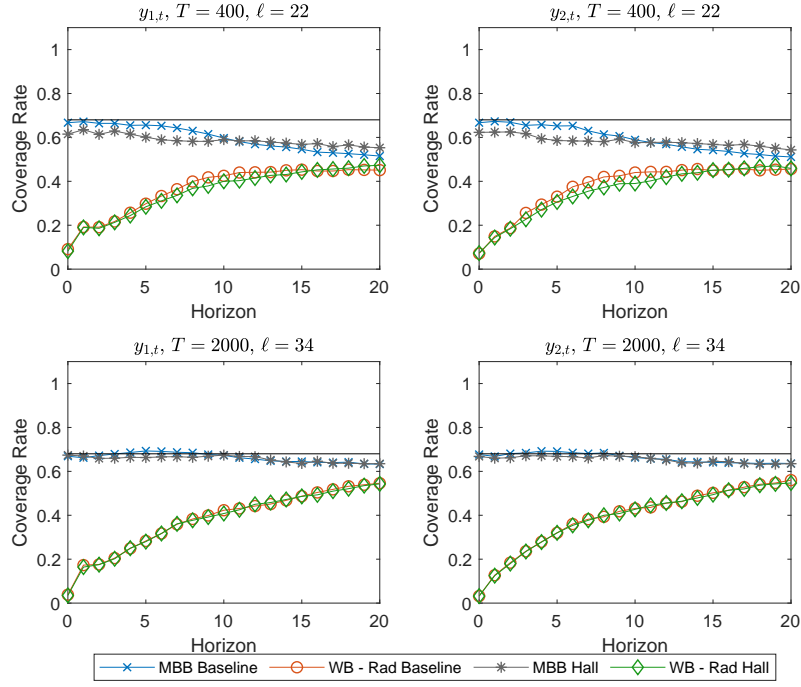 y₁,ₜ, T = 400, ℓ = 22
y₂,ₜ, T = 400, ℓ = 22
1
0.8
0.6
0.4
0.2
0
Coverage Rate
0 5 10 15 20
Horizon
1
0.8
0.6
0.4
0.2
0
Coverage Rate
0 5 10 15 20
Horizon
y₁,ₜ, T = 2000, ℓ = 34
y₂,ₜ, T = 2000, ℓ = 34
1
0.8
0.6
0.4
0.2
0
Coverage Rate
0 5 10 15 20
Horizon
1
0.8
0.6
0.4
0.2
0
Coverage Rate
0 5 10 15 20
Horizon
MBB Baseline WB - Rad Baseline MBB Hall WB - Rad Hall